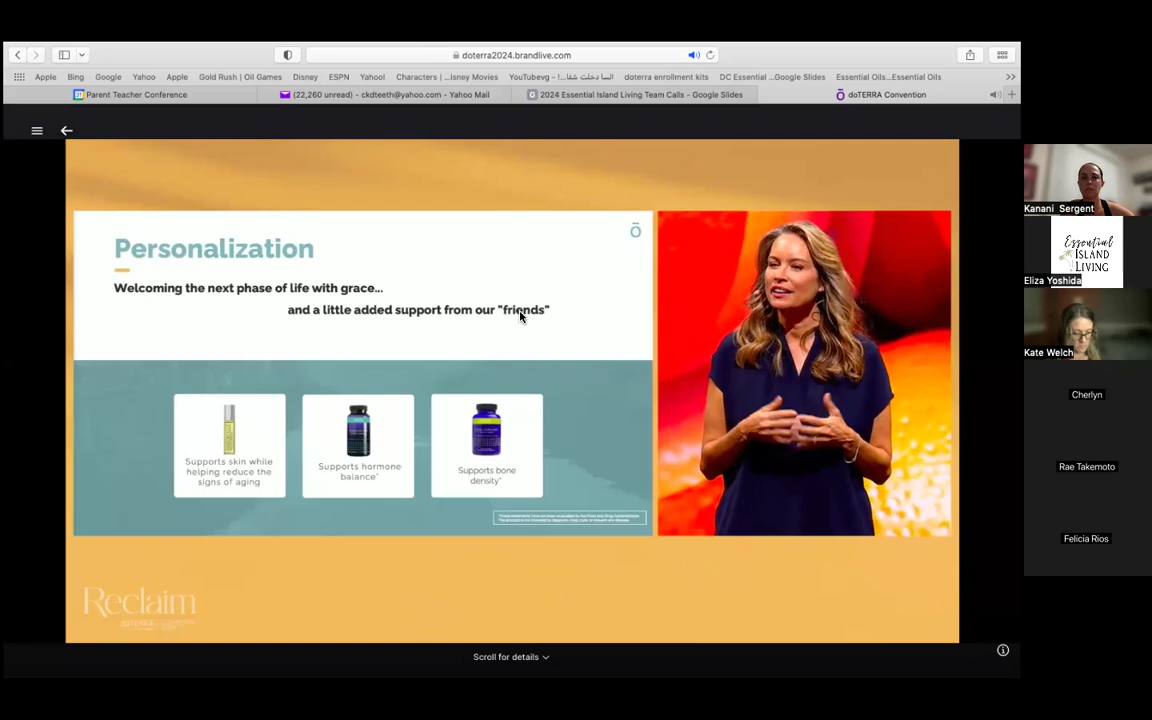 doterra2024.brandlive.com
Apple
Bing
Google
Yahoo
Apple
Gold Rush | Oil Games
Disney
ESPN
Yahoo!
Characters | ...isney Movies
YouTubevg - !...السا دخلت شفا
doterra enrollment kits
DC Essential ...Google Slides
Essential Oils...Essential Oils
Parent Teacher Conference
(22,260 unread) - ckdteeth@yahoo.com - Yahoo Mail
2024 Essential Island Living Team Calls - Google Slides
doTERRA Convention
Personalization
ō
Welcoming the next phase of life with grace...
and a little added support from our "friends"
Supports skin while
helping reduce the
signs of aging
Supports hormone
balance*
Supports bone
density*
Reclaim
Scroll for details
Kanani Sergent
Essential
ISLAND
LIVING
Eliza Yoshida
Kate Welch
Cherlyn
Rae Takemoto
Felicia Rios